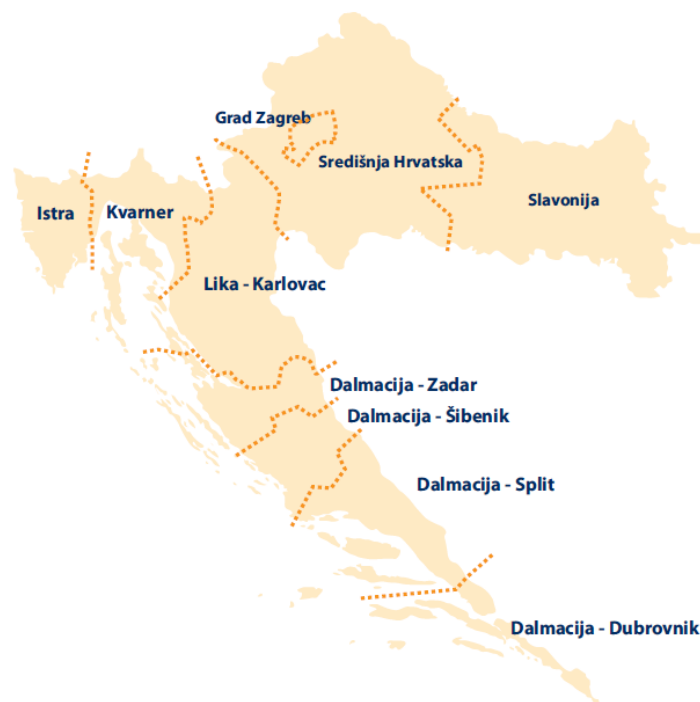 Grad Zagreb
Središnja Hrvatska
Slavonija
Istra
Kvarner
Lika - Karlovac
Dalmacija - Zadar
Dalmacija - Šibenik
Dalmacija - Split
Dalmacija - Dubrovnik